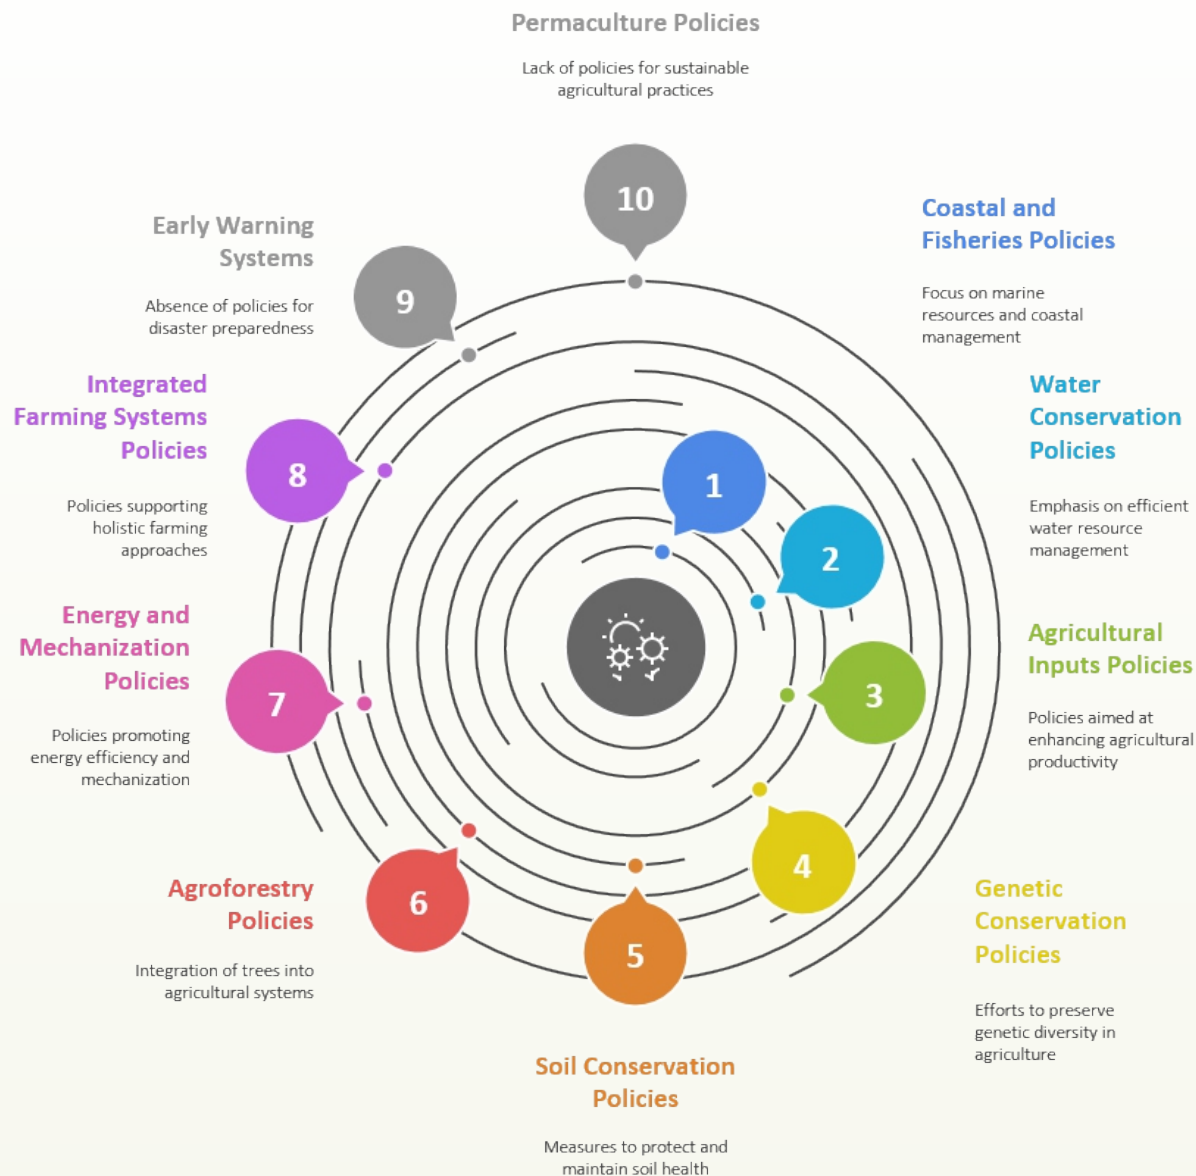 Permaculture Policies
Lack of policies for sustainable
agricultural practices
10
Coastal and
Fisheries Policies
Focus on marine
resources and coastal
management
1
Water
Conservation
Policies
Emphasis on efficient
water resource
management
2
Agricultural
Inputs Policies
Policies aimed at
enhancing agricultural
productivity
3
Genetic
Conservation
Policies
Efforts to preserve
genetic diversity in
agriculture
4
Soil Conservation
Policies
Measures to protect and
maintain soil health
5
Agroforestry
Policies
Integration of trees into
agricultural systems
6
Energy and
Mechanization
Policies
Policies promoting
energy efficiency and
mechanization
7
Integrated
Farming Systems
Policies
Policies supporting
holistic farming
approaches
8
Early Warning
Systems
Absence of policies for
disaster preparedness
9